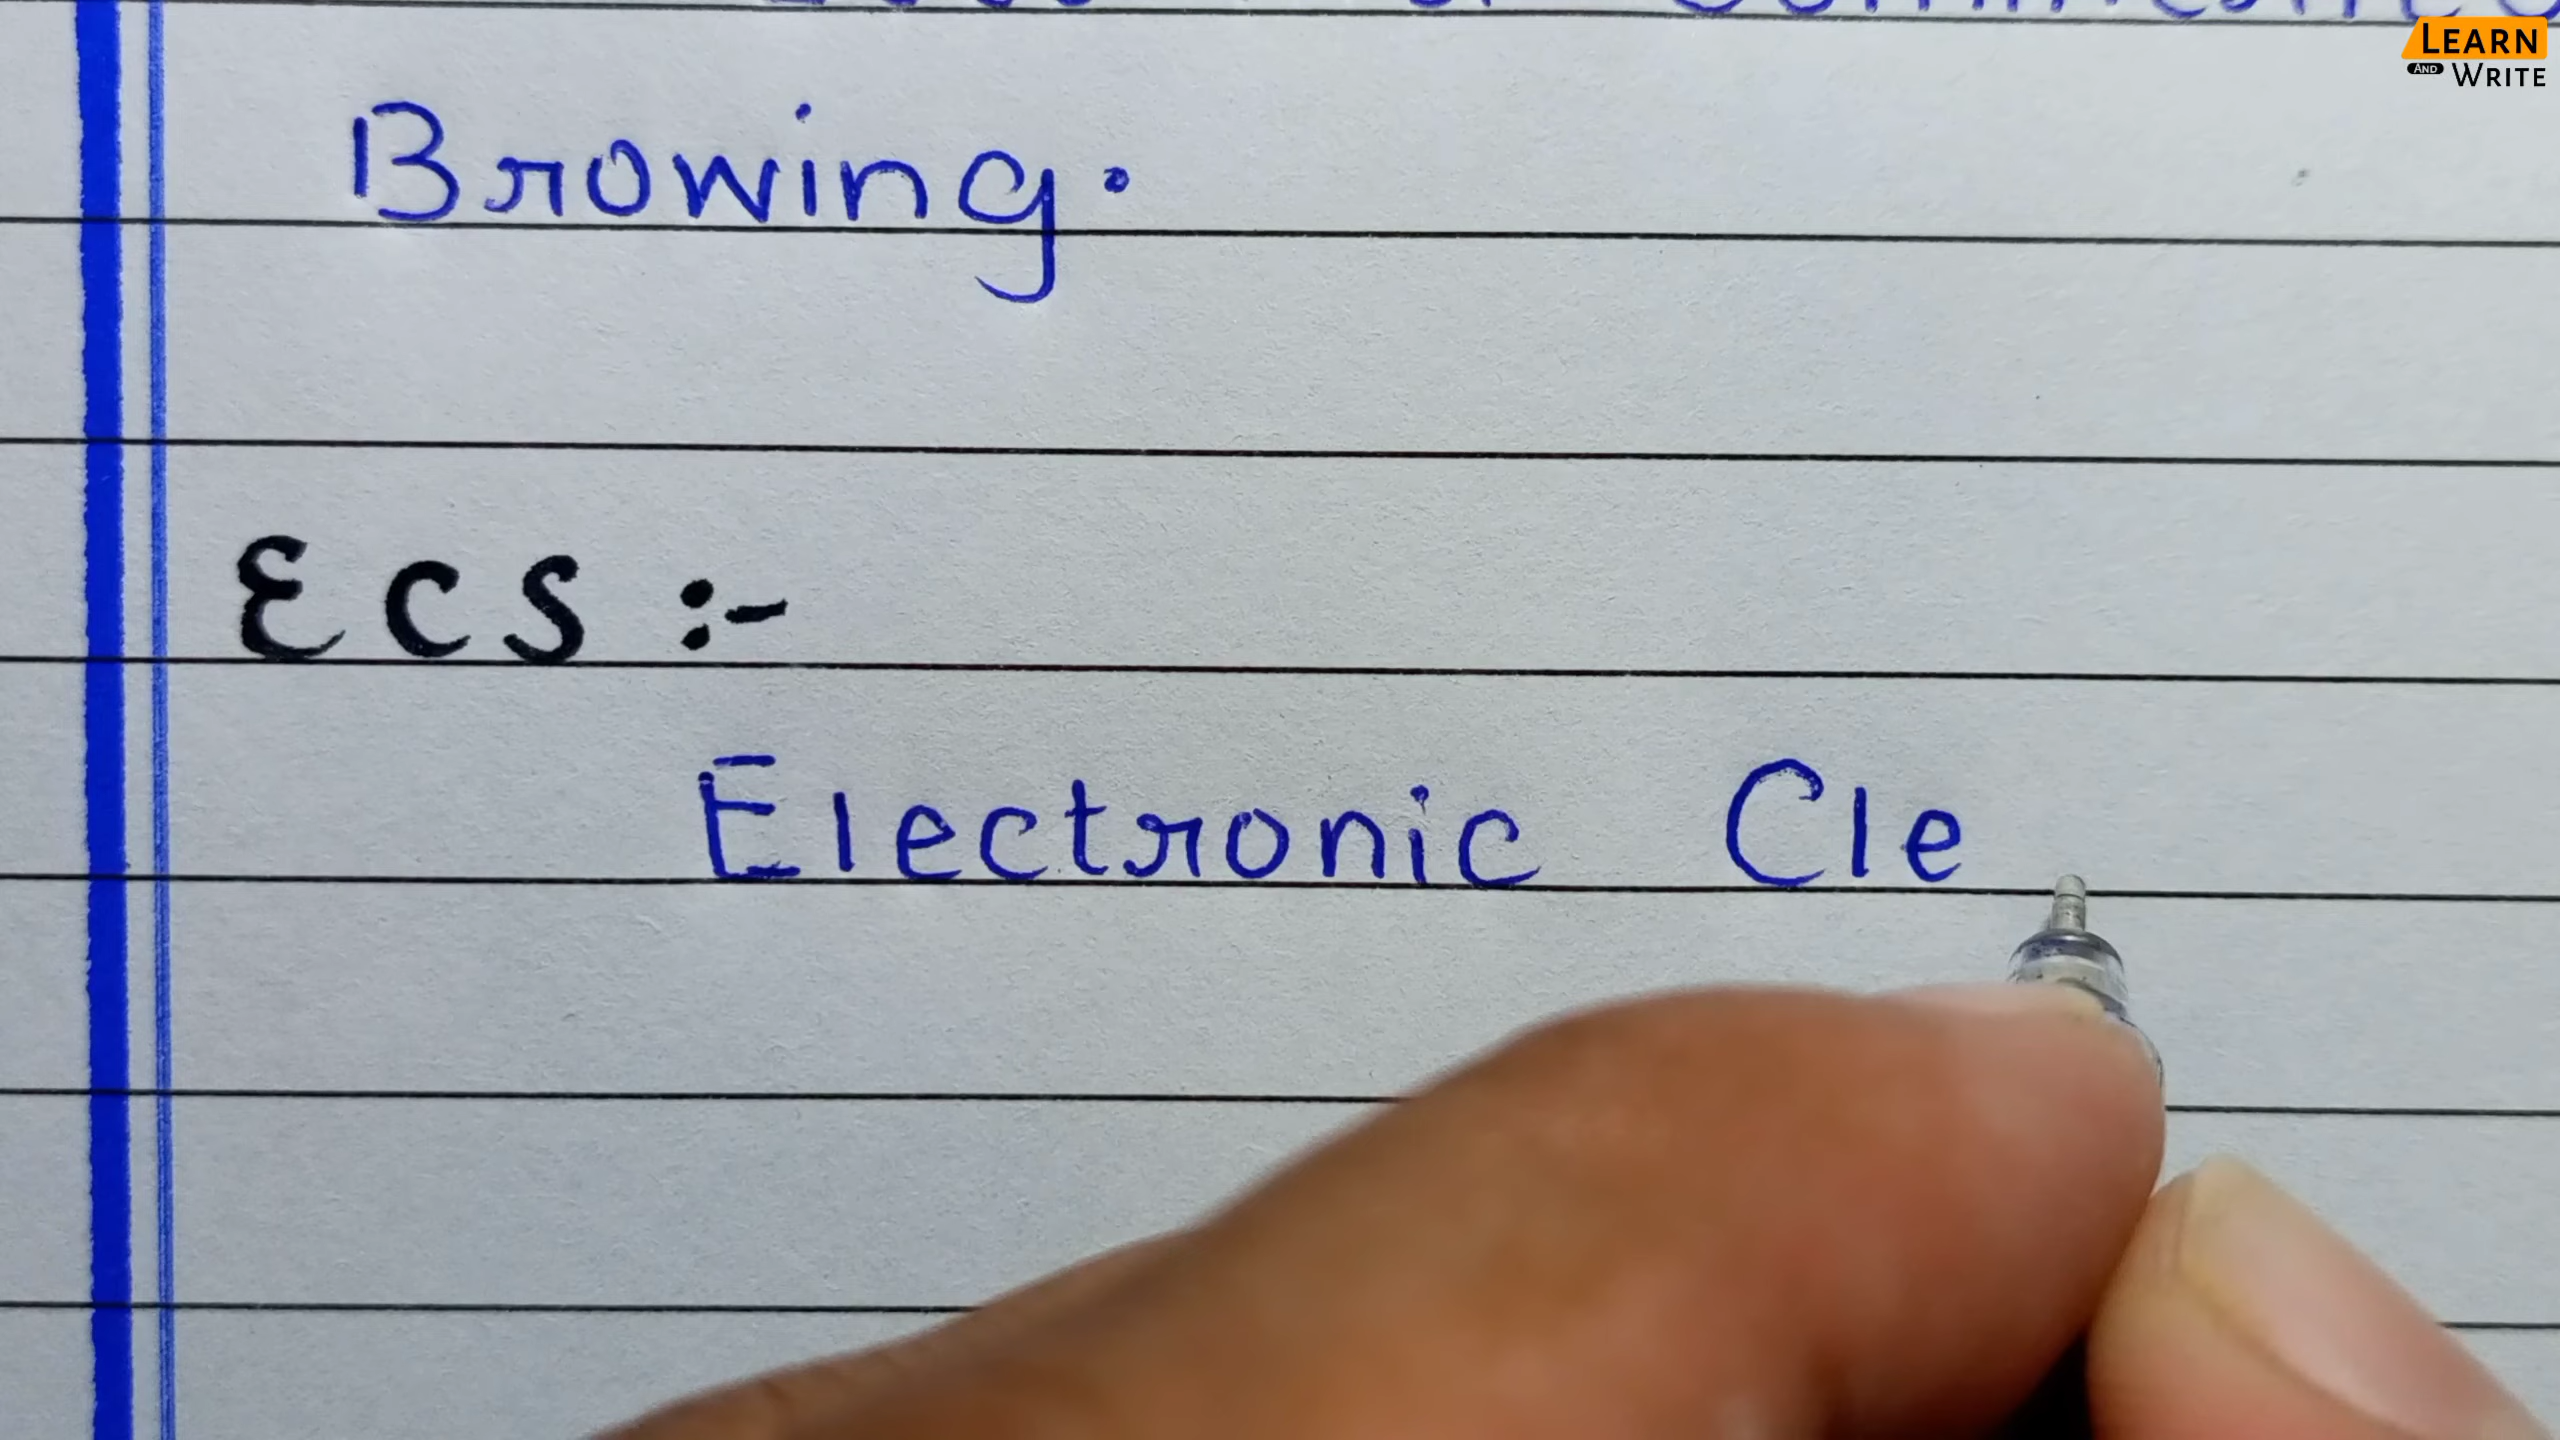 LEARN
AND WRITE
Browing.
ECS :-
Electronic Cle